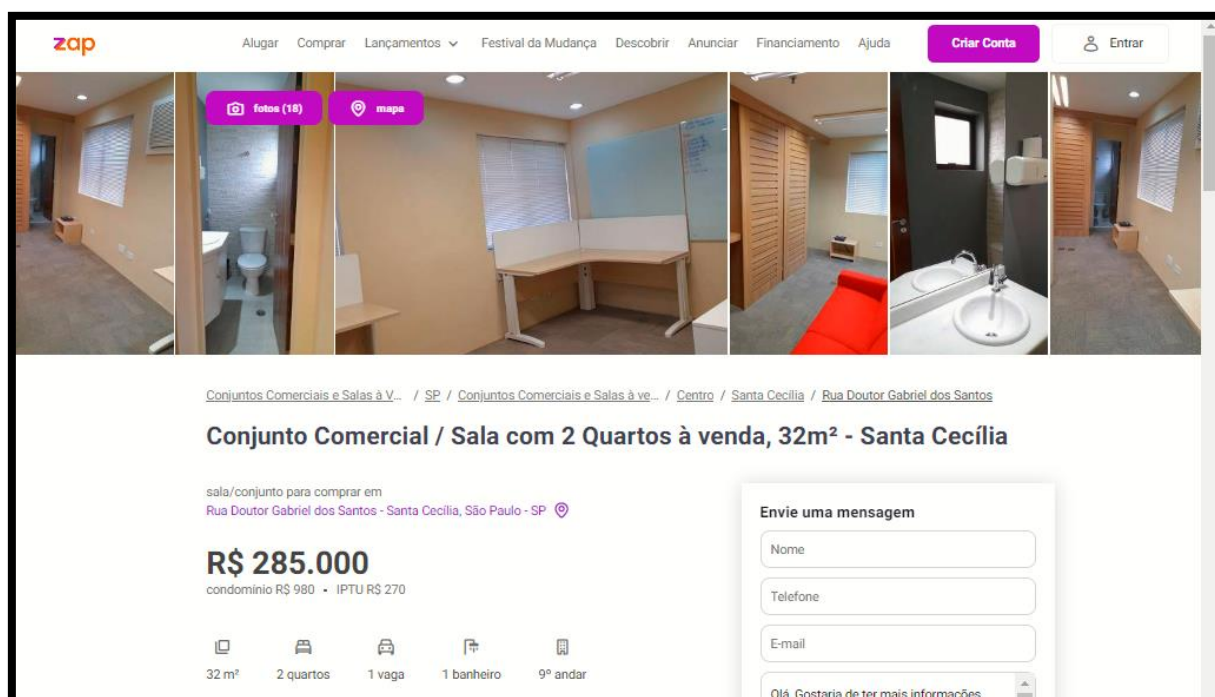 zap
Alugar Comprar Lançamentos Festival da Mudança Descobrir Anunciar Financiamento Ajuda Criar Conta Entrar
fotos (18) mapa
Conjuntos Comerciais e Salas à V... / SP / Conjuntos Comerciais e Salas à ve... / Centro / Santa Cecília / Rua Doutor Gabriel dos Santos
Conjunto Comercial / Sala com 2 Quartos à venda, 32m² - Santa Cecília
sala/conjunto para comprar em
Rua Doutor Gabriel dos Santos - Santa Cecília, São Paulo - SP
R$ 285.000
condomínio R$ 980 • IPTU R$ 270
32 m² 2 quartos 1 vaga 1 banheiro 9º andar
Envie uma mensagem
Nome
Telefone
E-mail
Olá, Gostaria de ter mais informações